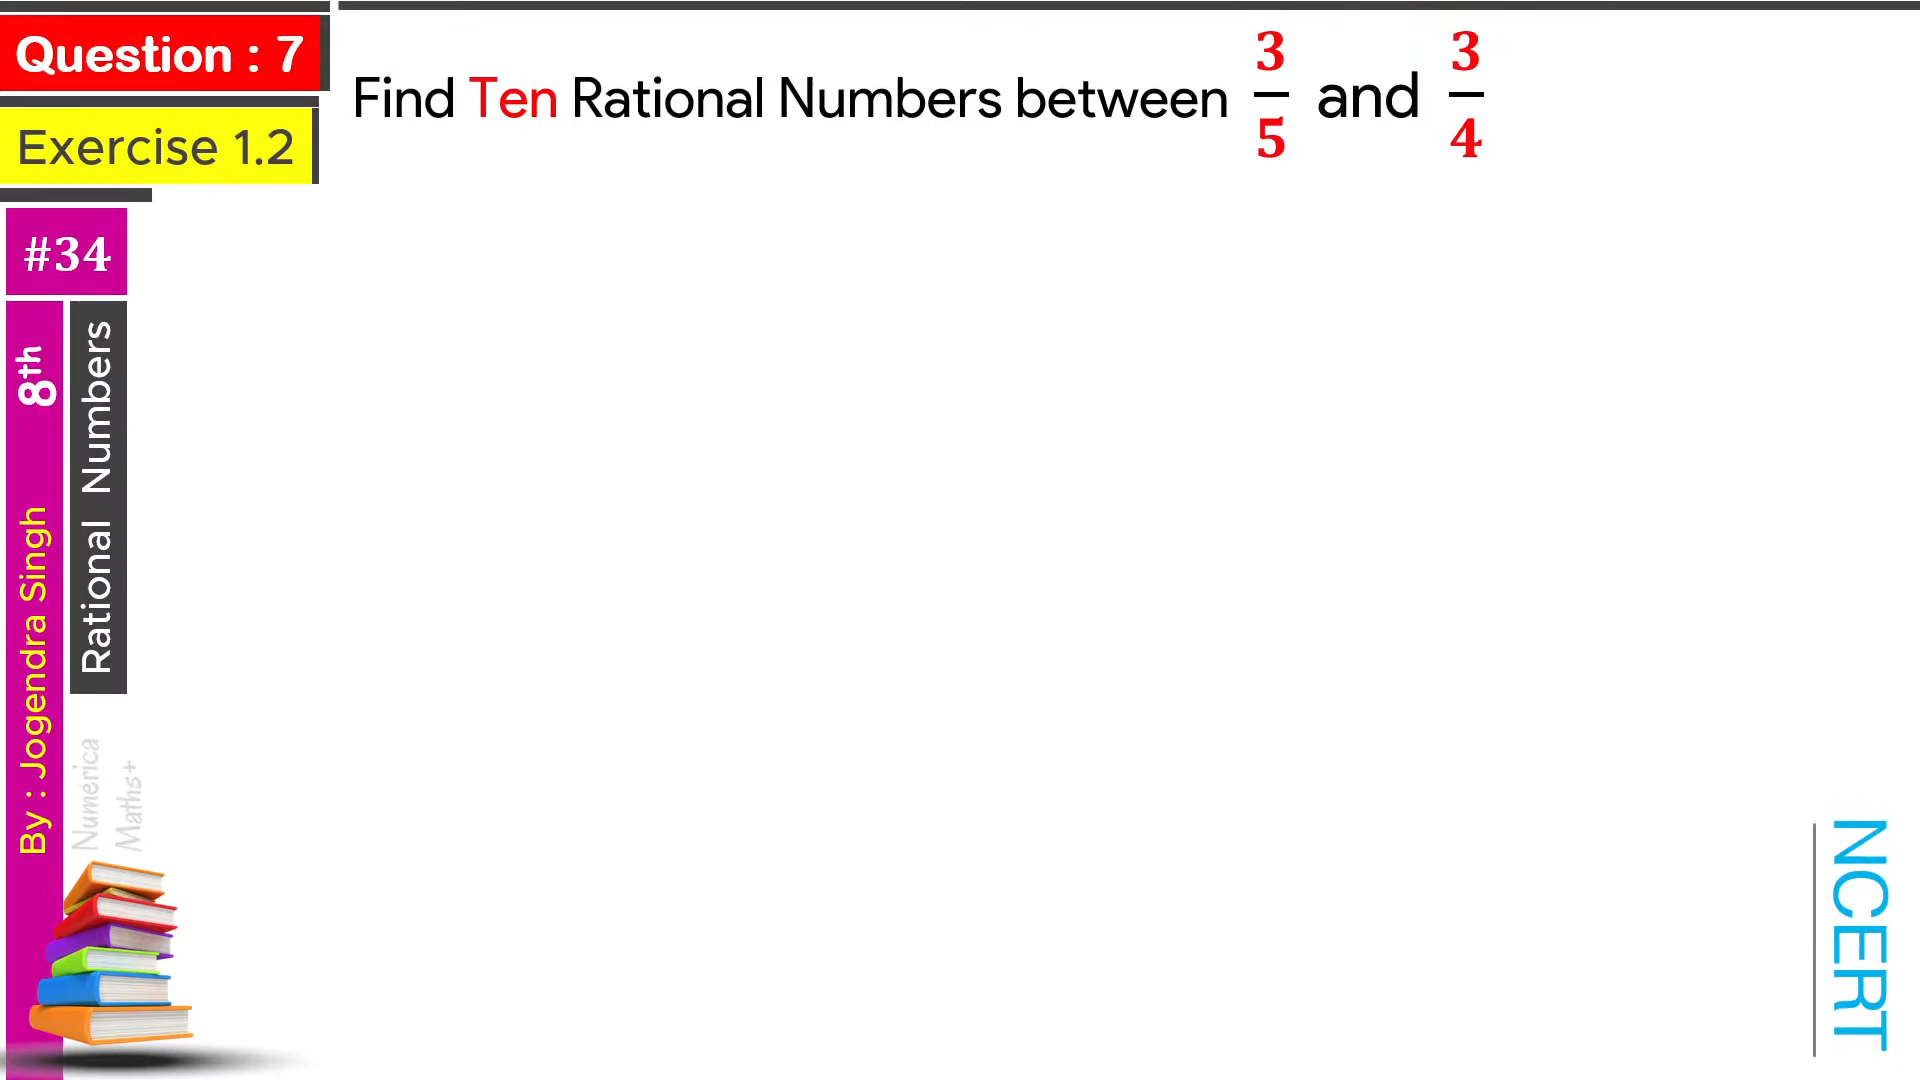 Question : 7
Find Ten Rational Numbers between 3/5 and 3/4
Exercise 1.2
#34
8th
Rational Numbers
By : Jogendra Singh
Numerica
Maths+
NCERT